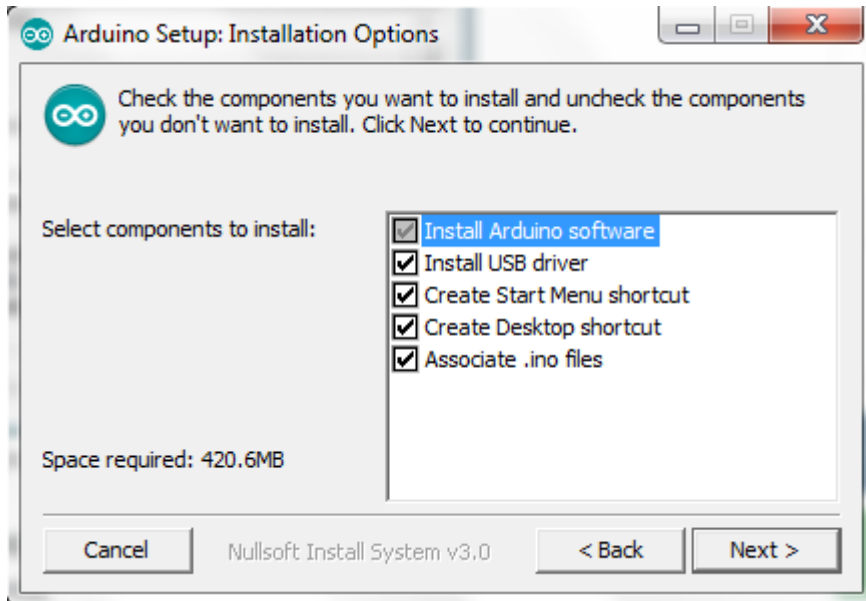 Arduino Setup: Installation Options
Check the components you want to install and uncheck the components
you don't want to install. Click Next to continue.
Select components to install:
Install Arduino software
Install USB driver
Create Start Menu shortcut
Create Desktop shortcut
Associate .ino files
Space required: 420.6MB
Cancel
Nullsoft Install System v3.0
< Back
Next >